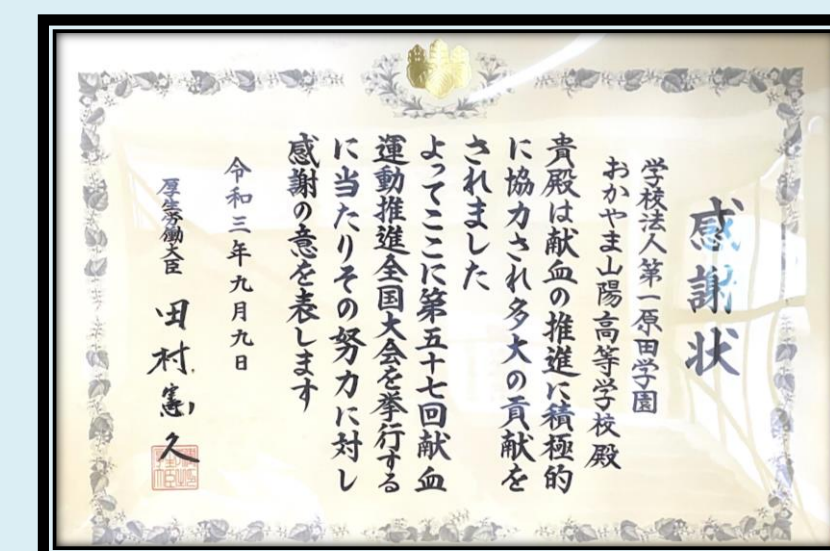 感謝状
学校法人第一原田学園
おかやま山陽高等学校殿
貴殿は献血の推進に積極的
に協力され多大の貢献を
されました
よってここに第五十七回献血
運動推進全国大会を挙行する
に当たりその努力に対し
感謝の意を表します
令和三年九月九日
厚生労働大臣 田村憲久